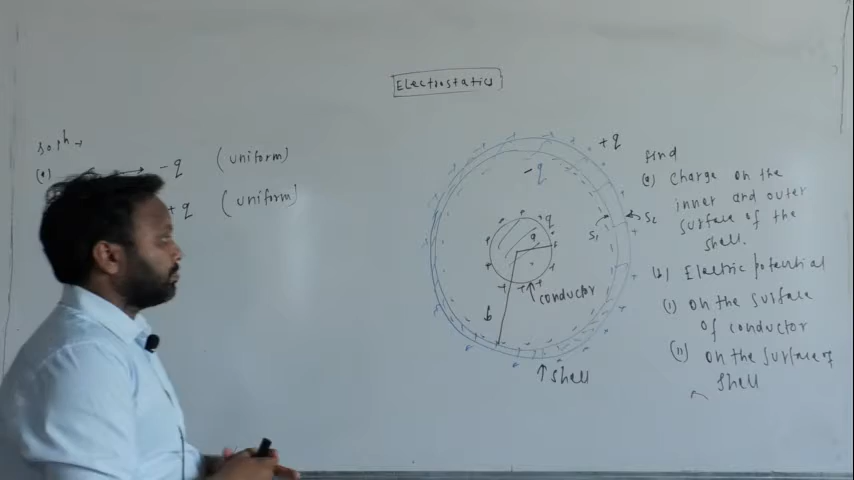 Electrostatics
Soln →
(a) → -q (uniform)
+q (uniform)
+q
-q
q
a
b
S1
S2
conductor
shell
find
(a) Charge on the
inner and outer
surface of the
shell.
(b) Electric potential
(i) on the surface
of conductor
(ii) on the surface of
shell